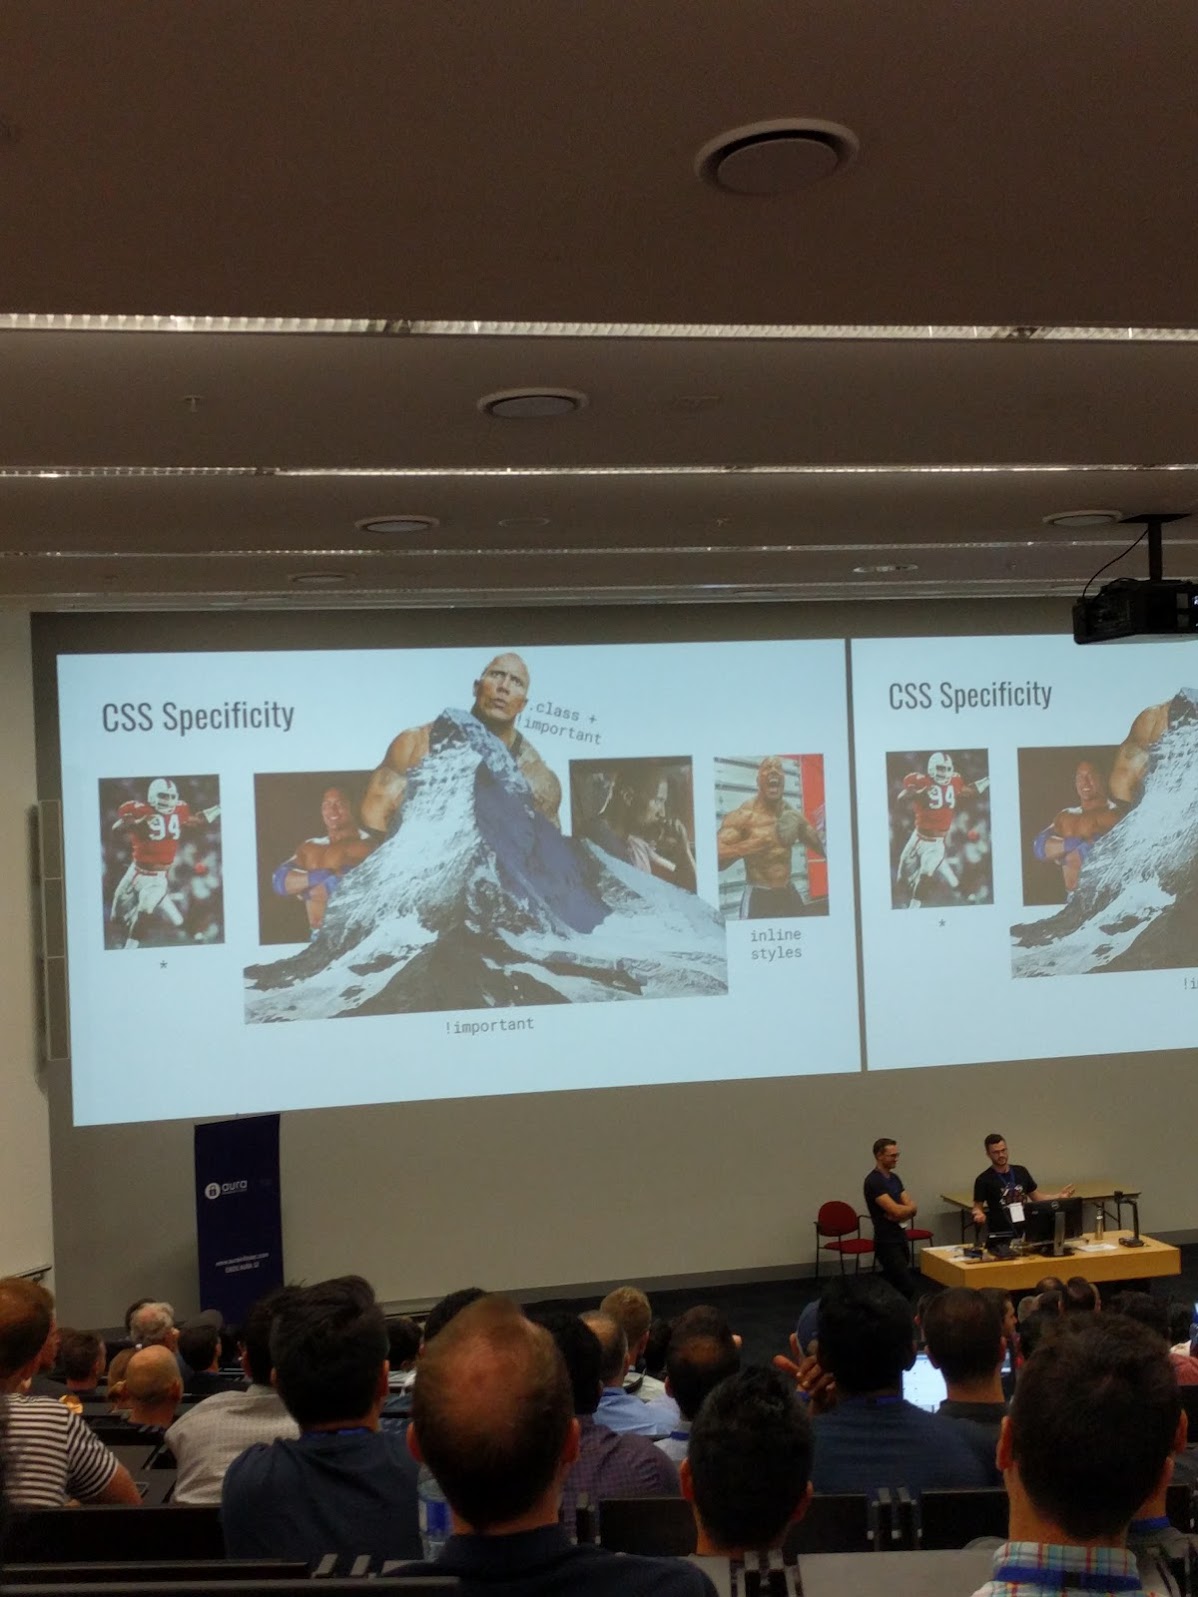 CSS Specificity
.class +
!important
94
*
!important
inline
styles
CSS Specificity
94
*
!i
aura